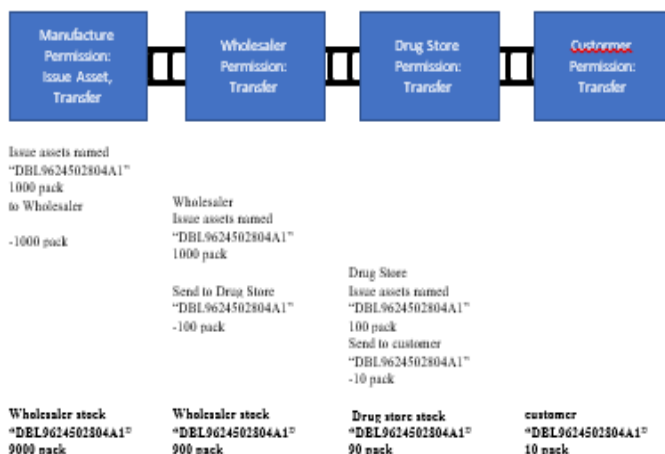 Manufacture
Permission:
Issue Asset,
Transfer
Wholesaler
Permission:
Transfer
Drug Store
Permission:
Transfer
Custormer
Permission:
Transfer
Issue assets named
“DBL9624502804A1”
1000 pack
to Wholesaler
-1000 pack
Wholesaler
Issue assets named
“DBL9624502804A1”
1000 pack
Send to Drug Store
“DBL9624502804A1”
-100 pack
Drug Store
Issue assets named
“DBL9624502804A1”
100 pack
Send to customer
“DBL9624502804A1”
-10 pack
Wholesaler stock
“DBL9624502804A1”
9000 pack
Wholesaler stock
“DBL9624502804A1”
900 pack
Drug store stock
“DBL9624502804A1”
90 pack
customer
“DBL9624502804A1”
10 pack